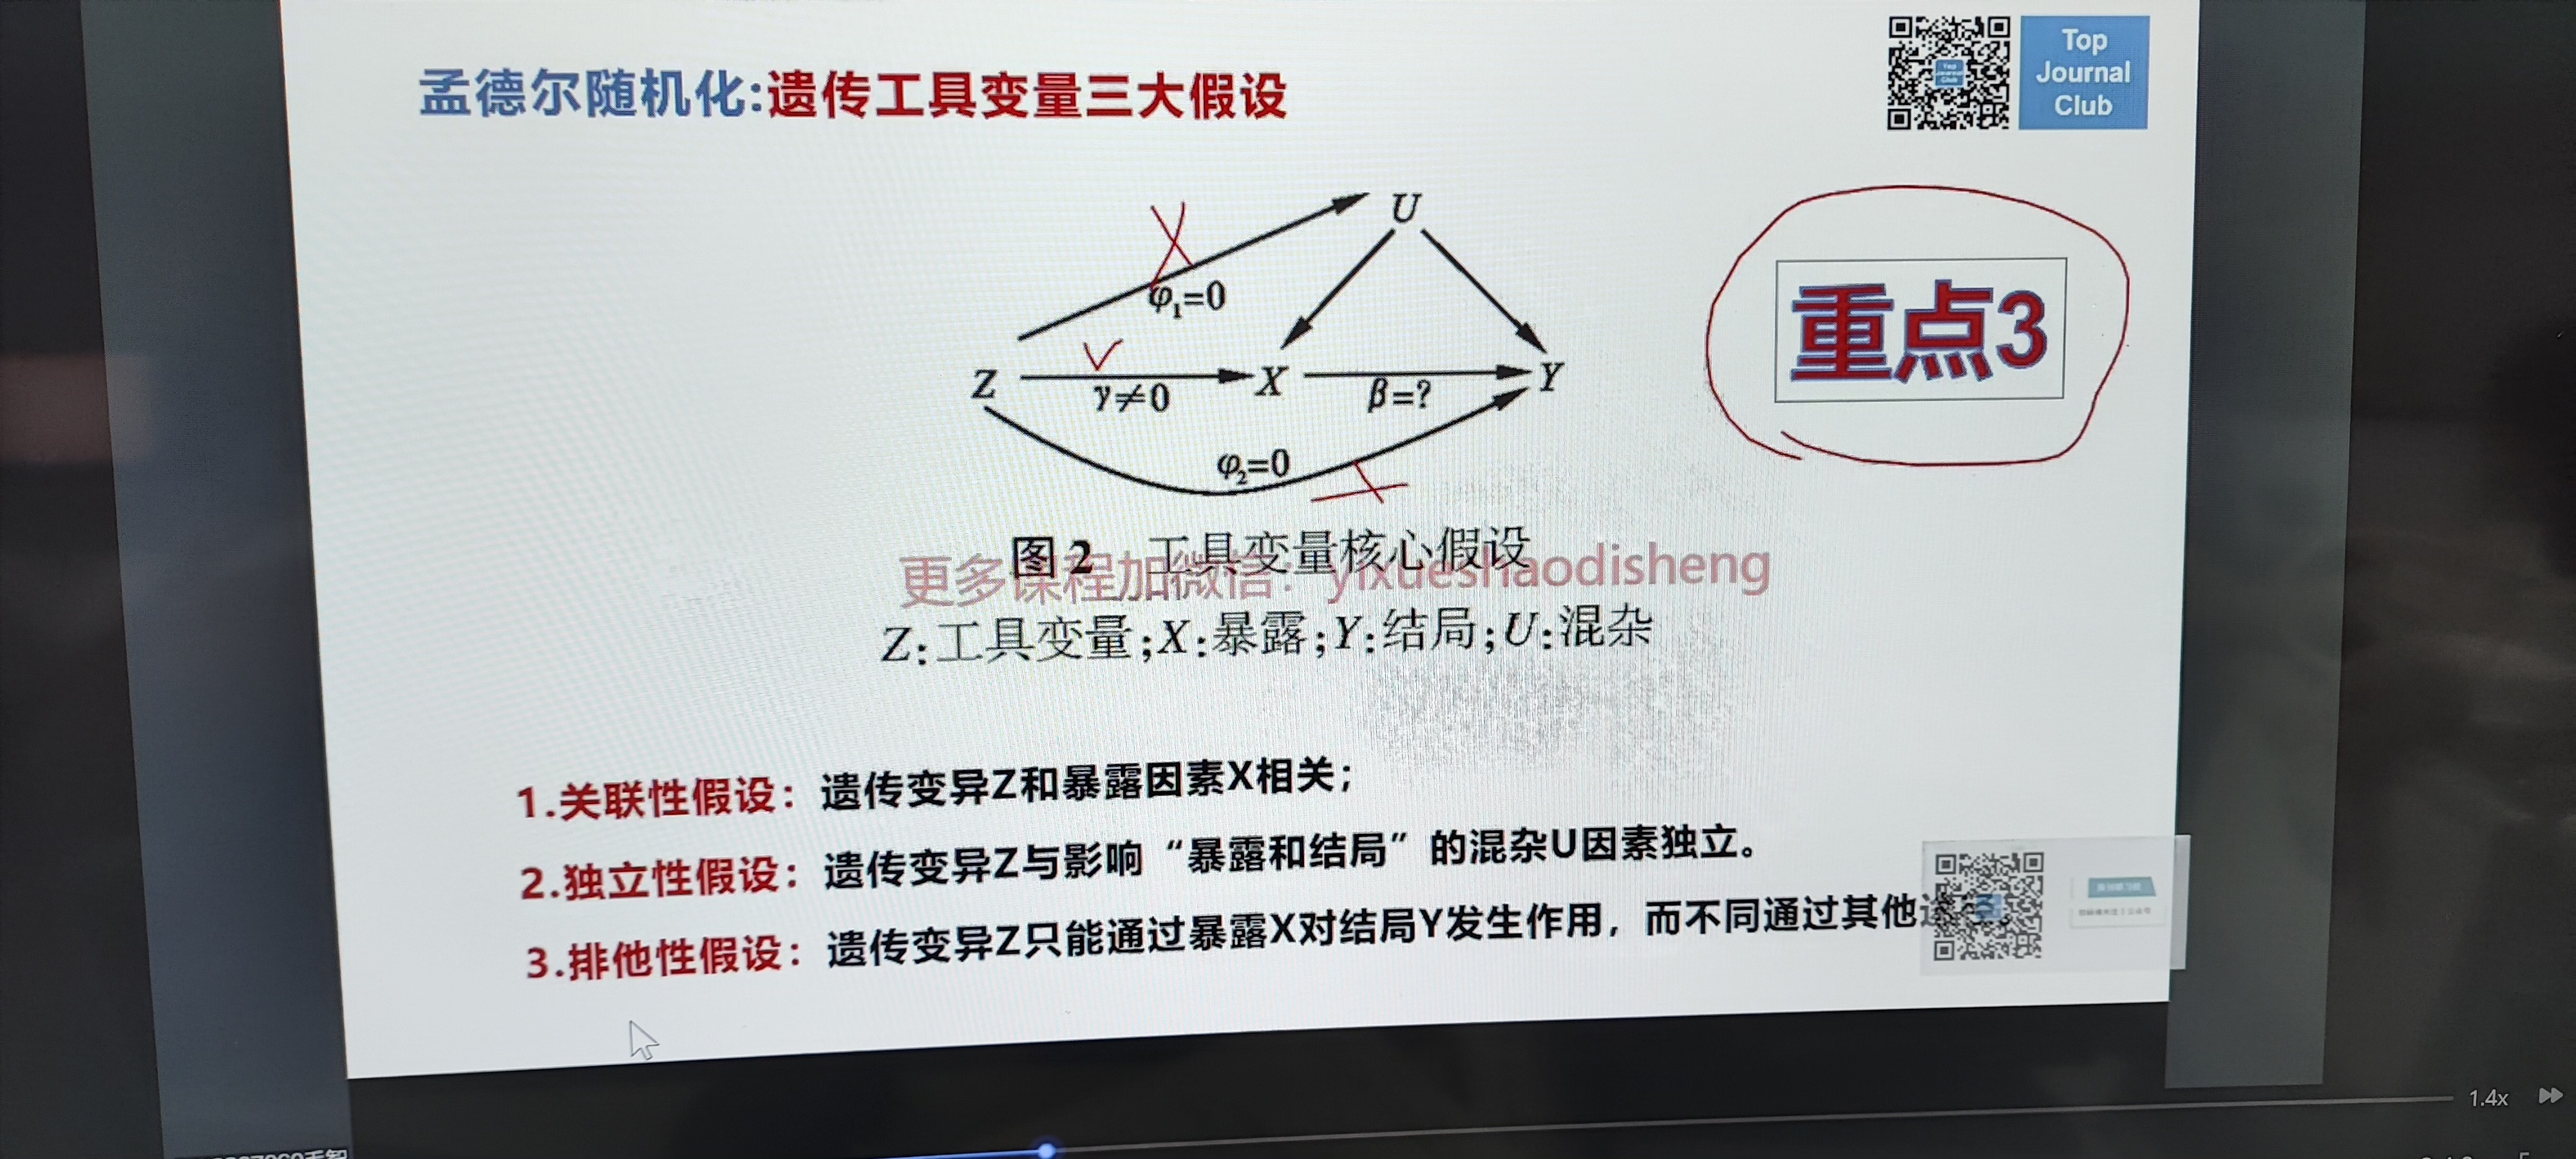 孟德尔随机化:遗传工具变量三大假设
Top
Journal
Club
U
φ₁=0
重点3
Z
γ≠0
X
β=?
Y
φ₂=0
图2 工具变量核心假设
更多课程加微信: yixueshaodisheng
Z:工具变量;X:暴露;Y:结局;U:混杂
1.关联性假设：遗传变异Z和暴露因素X相关；
2.独立性假设：遗传变异Z与影响“暴露和结局”的混杂U因素独立。
3.排他性假设：遗传变异Z只能通过暴露X对结局Y发生作用，而不同通过其他
1.4x